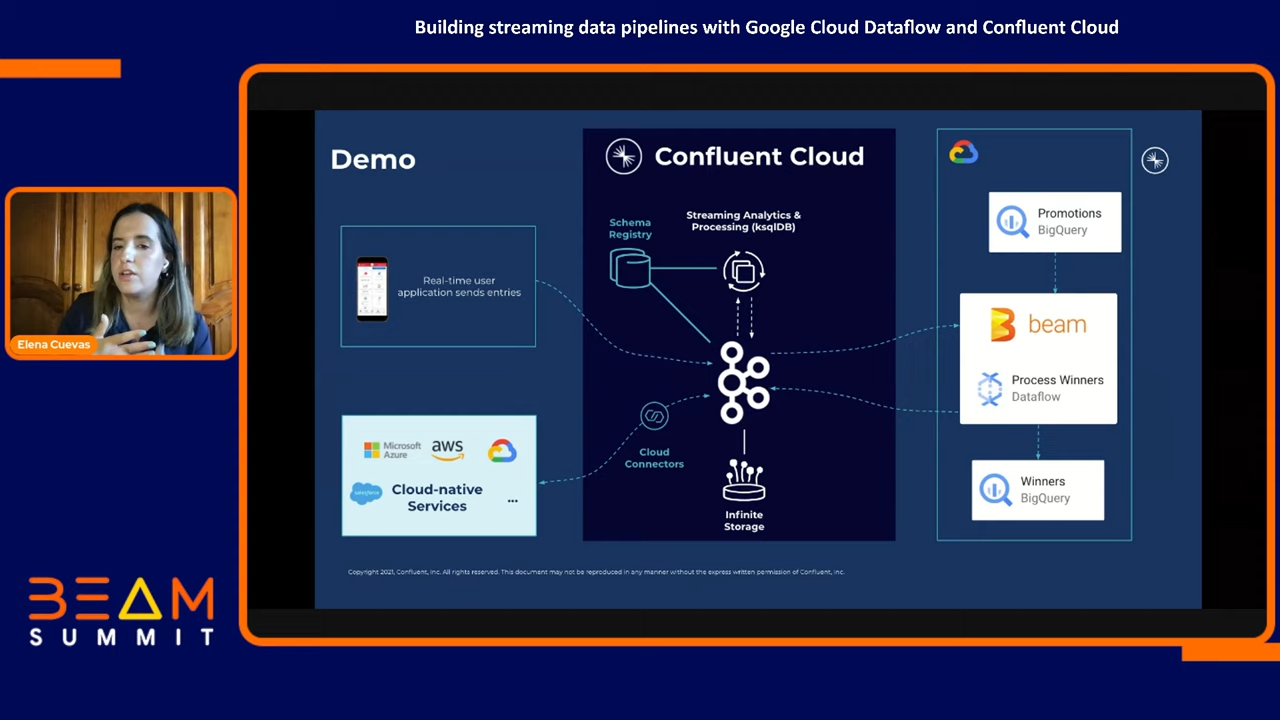 Building streaming data pipelines with Google Cloud Dataflow and Confluent Cloud
Elena Cuevas
BEAM
SUMMIT
Demo
Real-time user
application sends entries
Microsoft
Azure
aws
salesforce
Cloud-native
Services
...
Confluent Cloud
Schema
Registry
Streaming Analytics &
Processing (ksqlDB)
Cloud
Connectors
Infinite
Storage
Promotions
BigQuery
beam
Process Winners
Dataflow
Winners
BigQuery
Copyright 2021, Confluent, Inc. All rights reserved. This document may not be reproduced in any manner without the express written permission of Confluent, Inc.